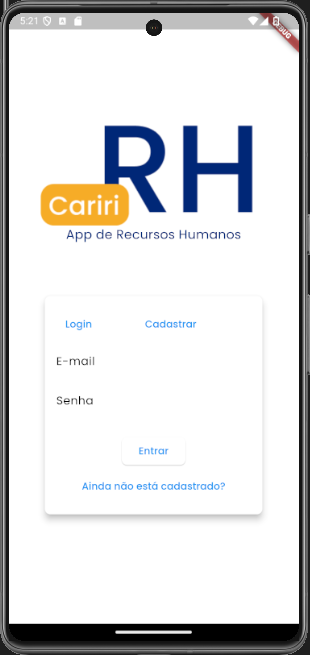 5:21
DEBUG
RH
Cariri
App de Recursos Humanos
Login Cadastrar
E-mail
Senha
Entrar
Ainda não está cadastrado?